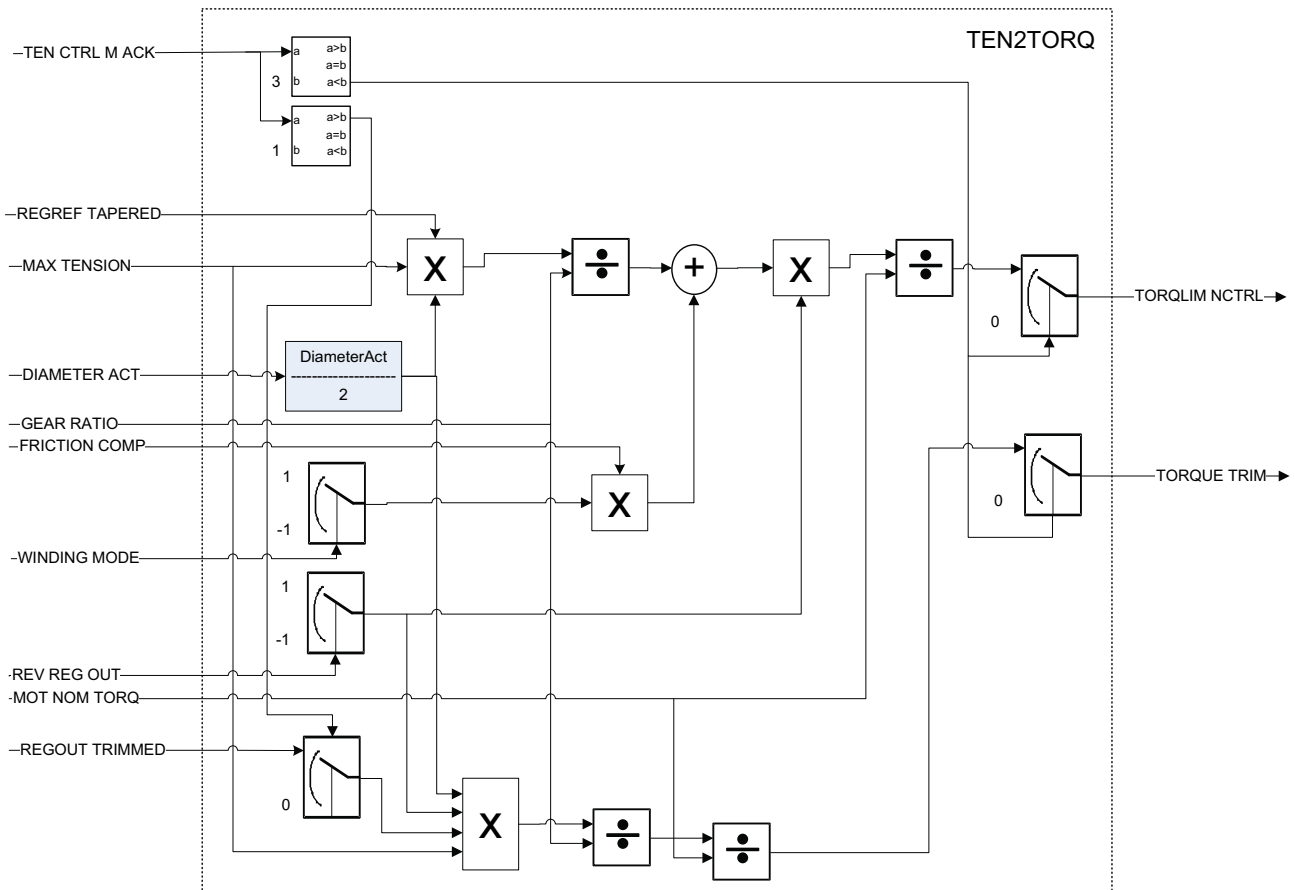 TEN2TORQ
TEN CTRL M ACK
a
a>b
a=b
3
b
a<b
a
a>b
a=b
1
b
a<b
REGREF TAPERED
X
÷
+
X
÷
MAX TENSION
TORQLIM NCTRL
0
DiameterAct
2
DIAMETER ACT
GEAR RATIO
FRICTION COMP
1
-1
X
0
TORQUE TRIM
WINDING MODE
1
-1
REV REG OUT
MOT NOM TORQ
REGOUT TRIMMED
0
X
÷
÷